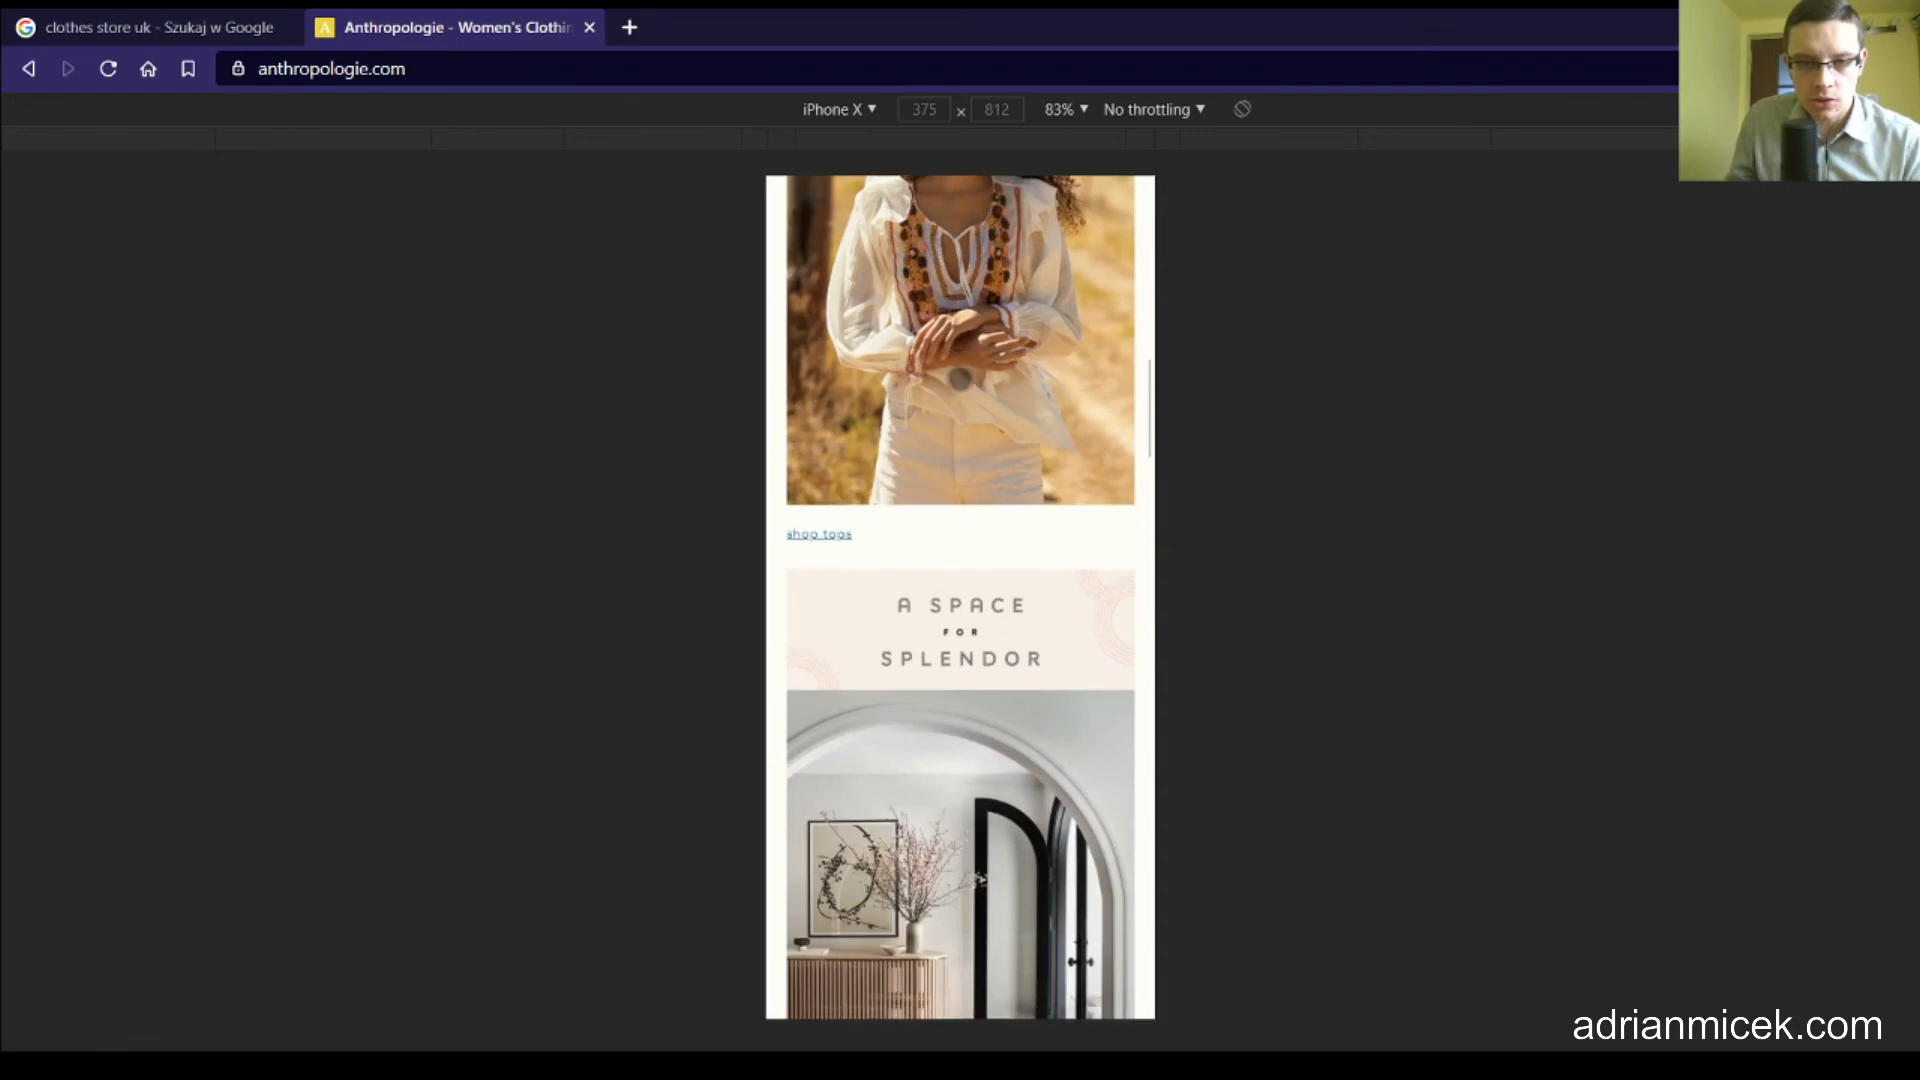 clothes store uk - Szukaj w Google
Anthropologie - Women's Clothin
anthropologie.com
iPhone X ▼ 375 × 812 83% ▼ No throttling ▼
shop tops
A SPACE
FOR
SPLENDOR
adrianmicek.com